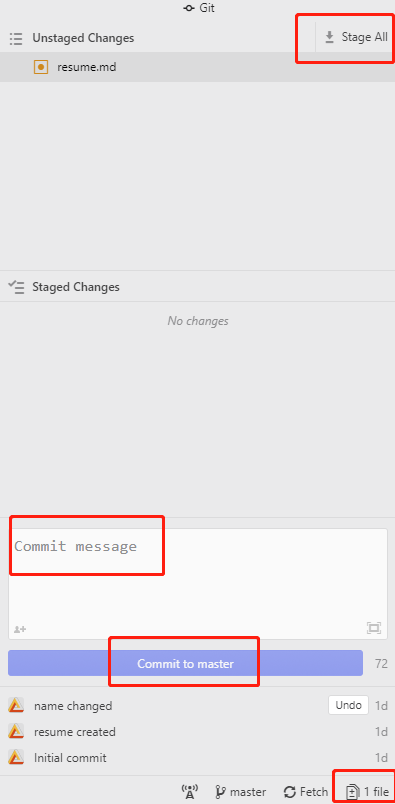 Git
Unstaged Changes Stage All
resume.md
Staged Changes
No changes
Commit message
Commit to master 72
name changed Undo 1d
resume created 1d
Initial commit 1d
master Fetch 1 file